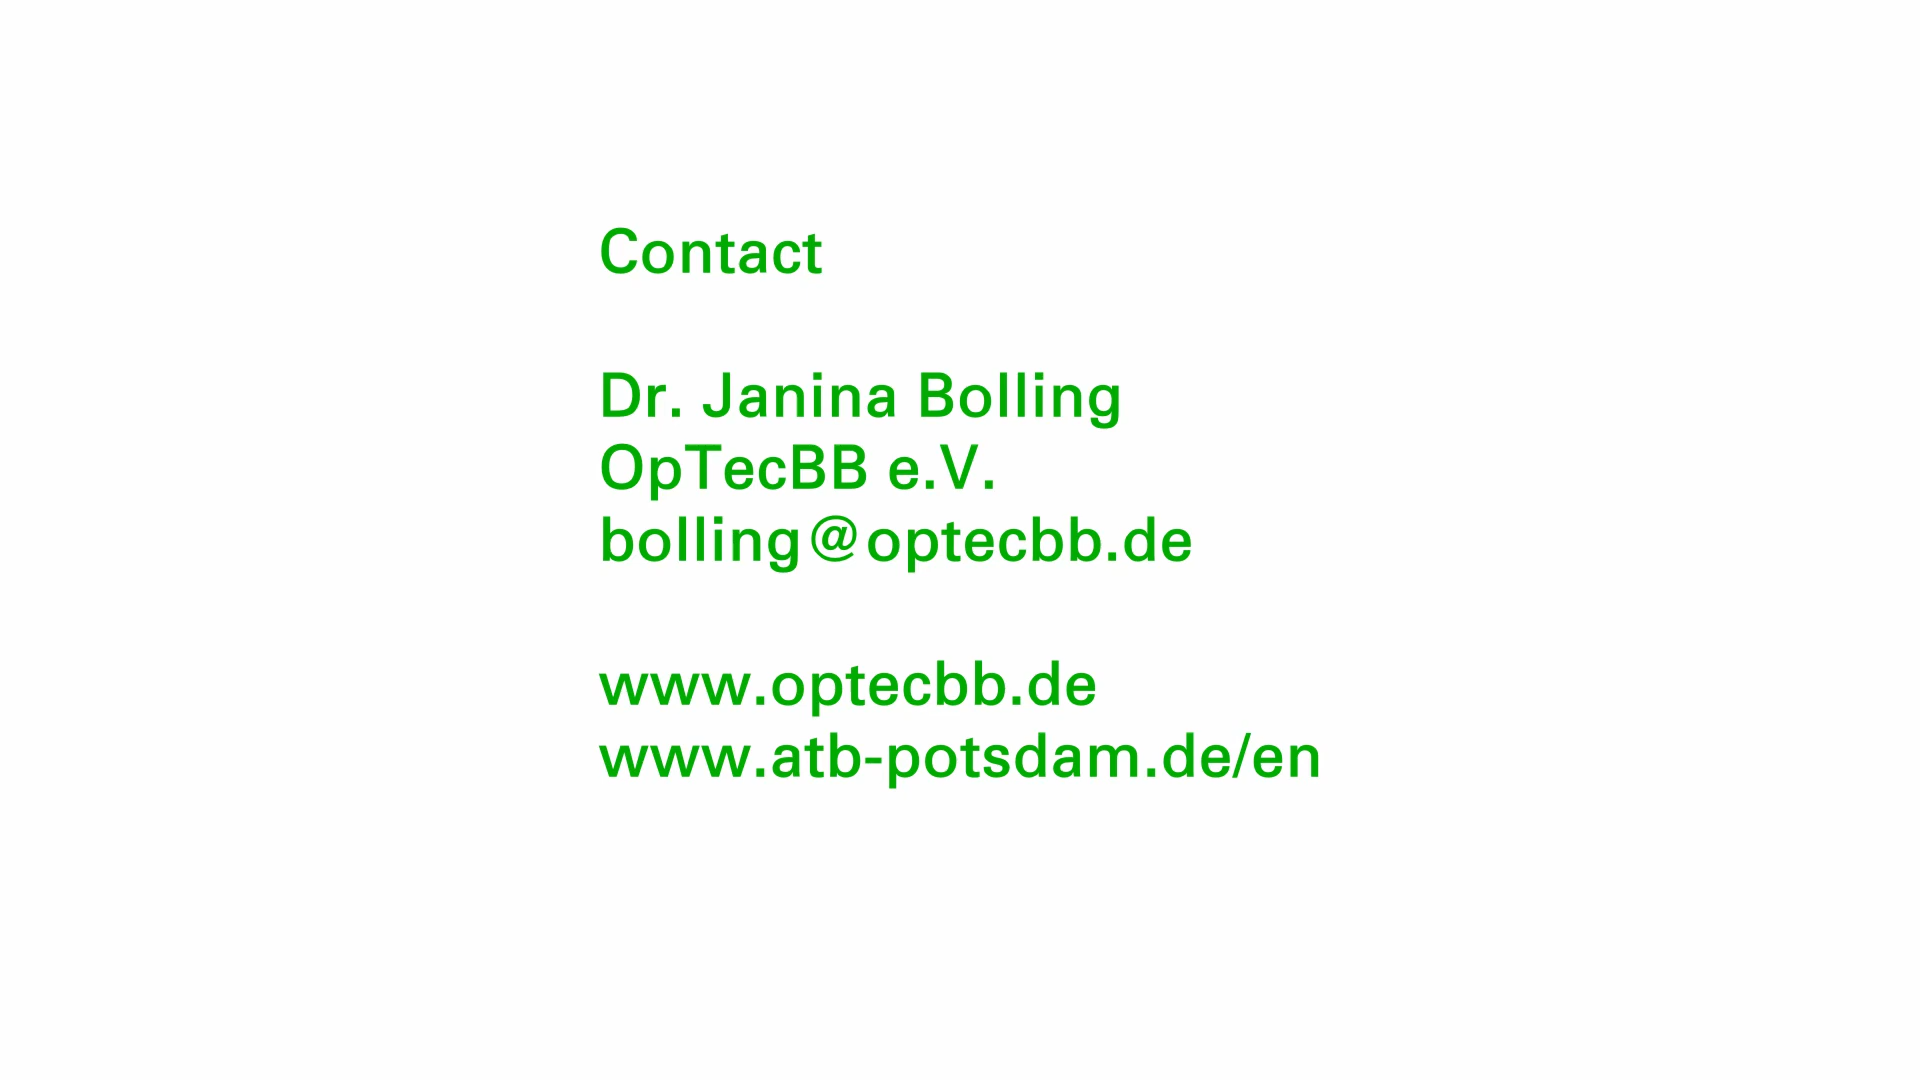 Contact
Dr. Janina Bolling
OpTecBB e.V.
bolling@optecbb.de
www.optecbb.de
www.atb-potsdam.de/en